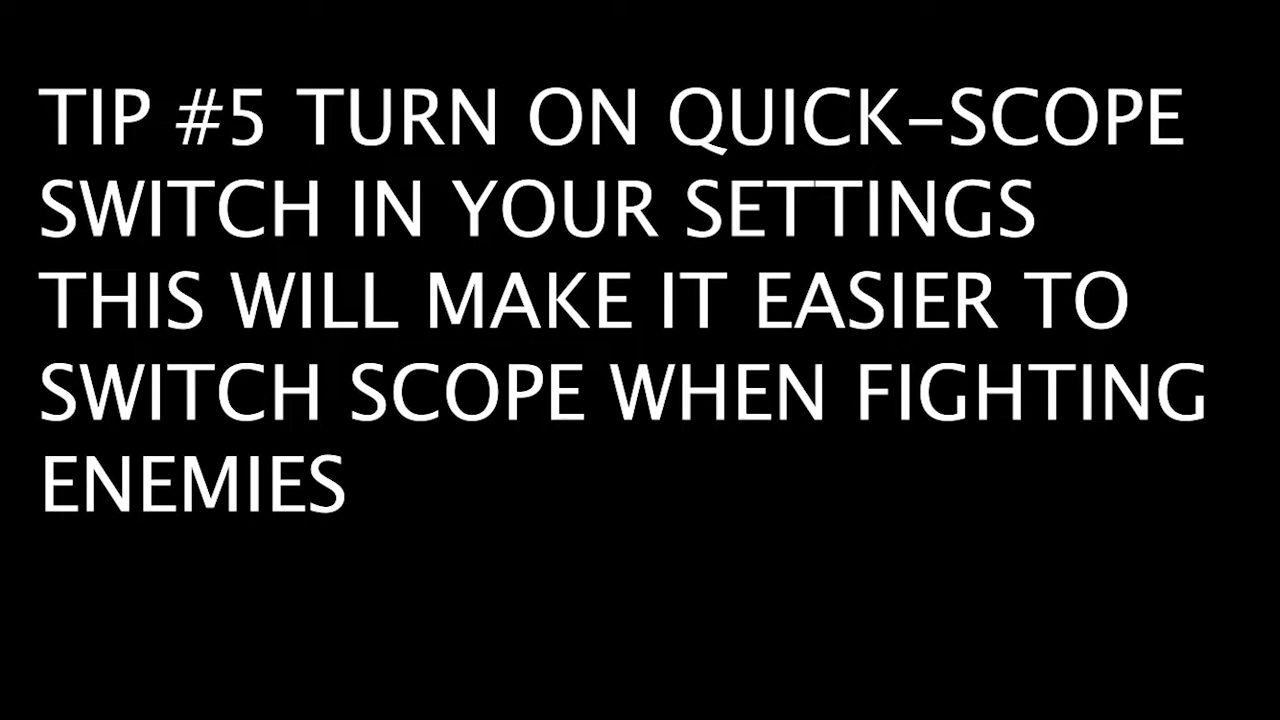 TIP #5 TURN ON QUICK-SCOPE
SWITCH IN YOUR SETTINGS
THIS WILL MAKE IT EASIER TO
SWITCH SCOPE WHEN FIGHTING
ENEMIES